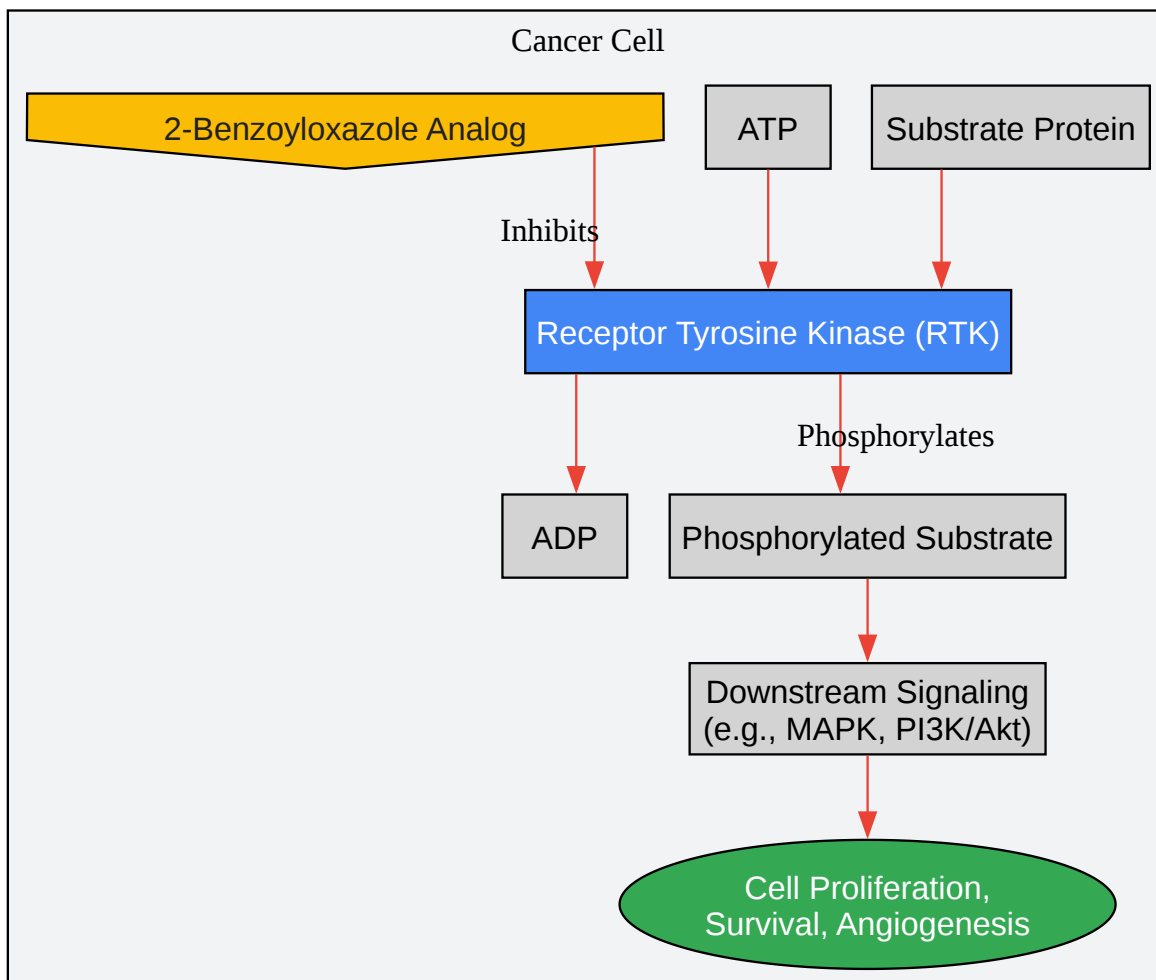 Cancer Cell
2-Benzoyloxazole Analog
ATP
Substrate Protein
Inhibits
Receptor Tyrosine Kinase (RTK)
Phosphorylates
ADP
Phosphorylated Substrate
Downstream Signaling
(e.g., MAPK, PI3K/Akt)
Cell Proliferation,
Survival, Angiogenesis